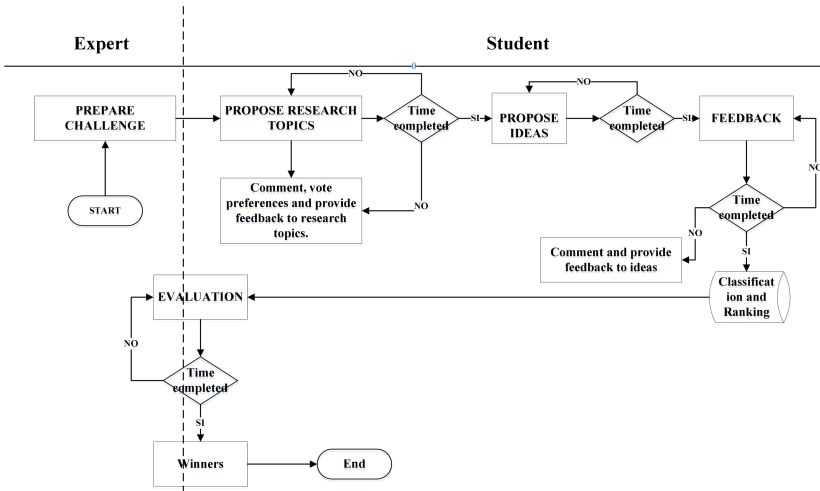 Expert
Student
0
NO
NO
PREPARE
CHALLENGE
PROPOSE RESEARCH
TOPICS
Time
completed
SI
PROPOSE
IDEAS
Time
completed
SI
FEEDBACK
NO
START
Comment, vote
preferences and provide
feedback to research
topics.
NO
Time
completed
NO
SI
Comment and provide
feedback to ideas
Classificat
ion and
Ranking
EVALUATION
NO
Time
completed
SI
Winners
End